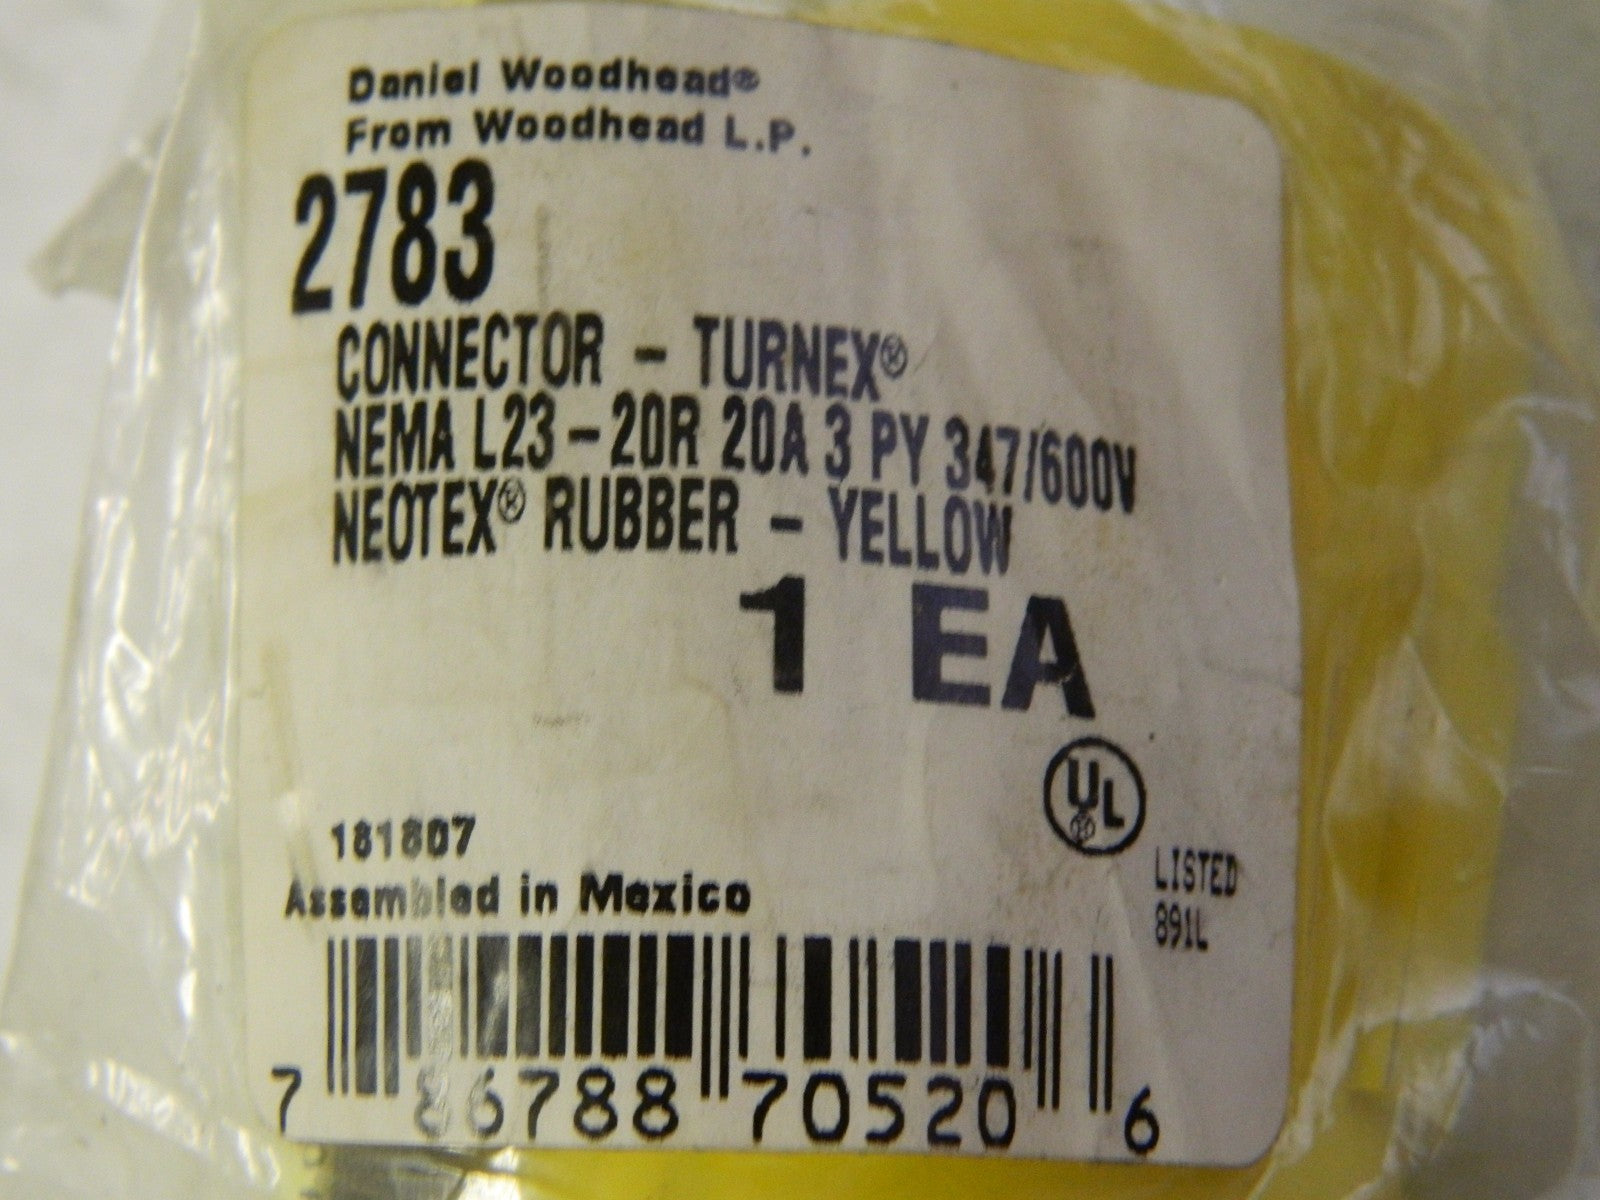 Daniel Woodhead®
From Woodhead L.P.
2783
CONNECTOR - TURNEX®
NEMA L23-20R 20A 3 PY 347/600V
NEOTEX® RUBBER - YELLOW
1 EA
UL
®
LISTED
891L
181807
Assembled in Mexico
7 86788 70520 6